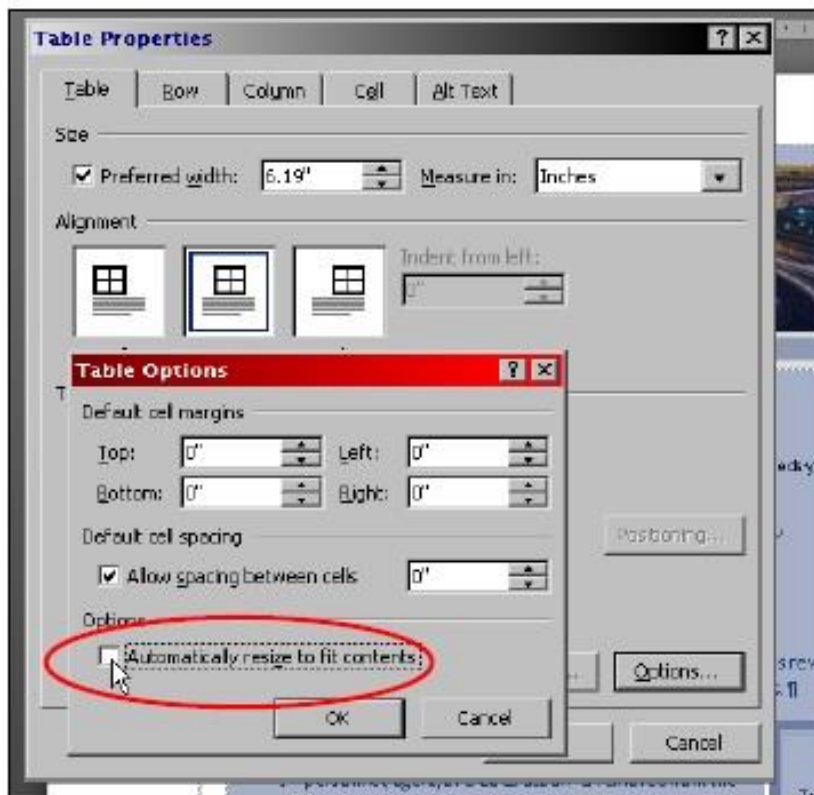 Table Properties
Table Row Column Cell Alt Text
Size
Preferred width: 6.19" Measure in: Inches
Alignment
Indent from left:
0"
Table Options
T
Default cell margins
Top: 0" Left: 0"
Bottom: 0" Right: 0"
Default cell spacing
Positioning...
Allow spacing between cells 0"
Options
Automatically resize to fit contents
Options...
OK Cancel
Cancel